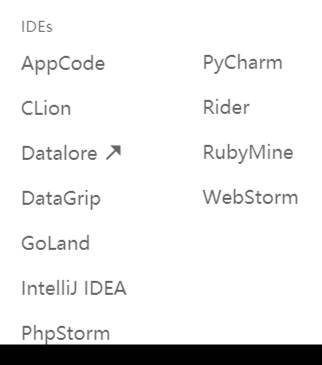 IDEs
AppCode
CLion
Datalore ↗
DataGrip
GoLand
IntelliJ IDEA
PhpStorm
PyCharm
Rider
RubyMine
WebStorm